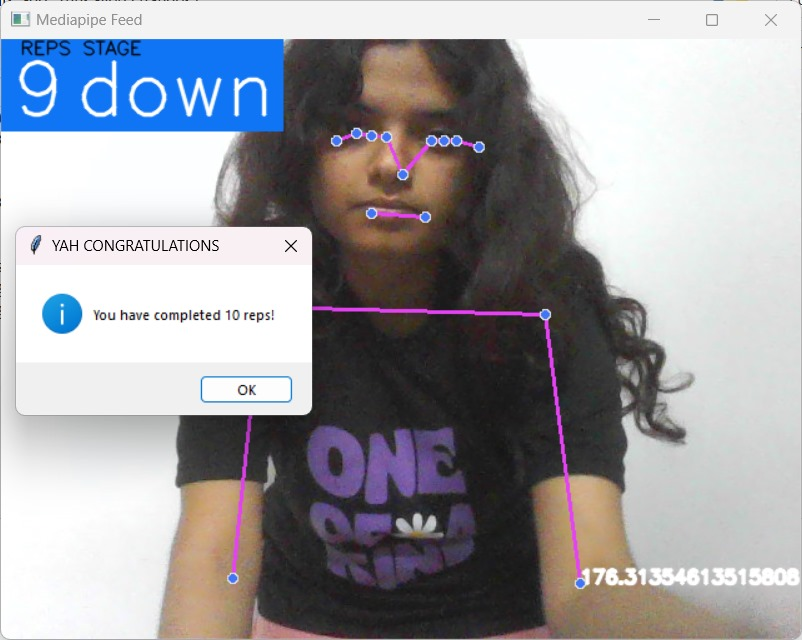 Mediapipe Feed
REPS STAGE
9 down
YAH CONGRATULATIONS
You have completed 10 reps!
OK
ONE
OF A
KIND
176.31354613515808